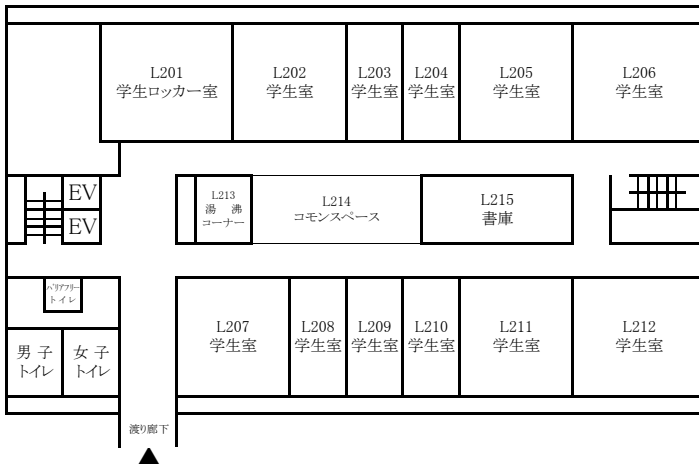 L201
学生ロッカー室
L202
学生室
L203
学生室
L204
学生室
L205
学生室
L206
学生室
EV
EV
L213
湯 沸
コーナー
L214
コモンスペース
L215
書庫
バリアフリー
トイレ
男 子
トイレ
女 子
トイレ
L207
学生室
L208
学生室
L209
学生室
L210
学生室
L211
学生室
L212
学生室
渡り廊下